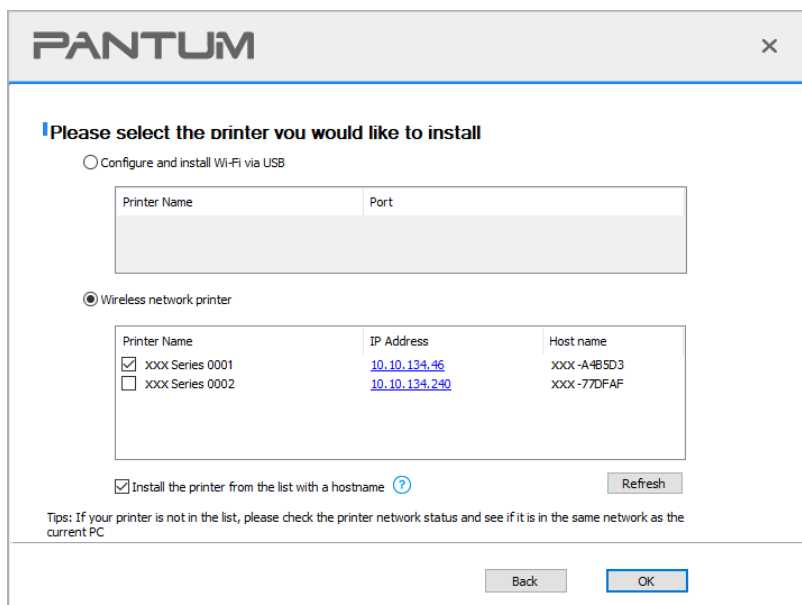 PANTUM
Please select the printer you would like to install
Configure and install Wi-Fi via USB
Printer Name Port
Wireless network printer
Printer Name IP Address Host name
XXX Series 0001 10.10.134.46 XXX-A4B5D3
XXX Series 0002 10.10.134.240 XXX-77DFAF
Install the printer from the list with a hostname ? Refresh
Tips: If your printer is not in the list, please check the printer network status and see if it is in the same network as the
current PC
Back OK